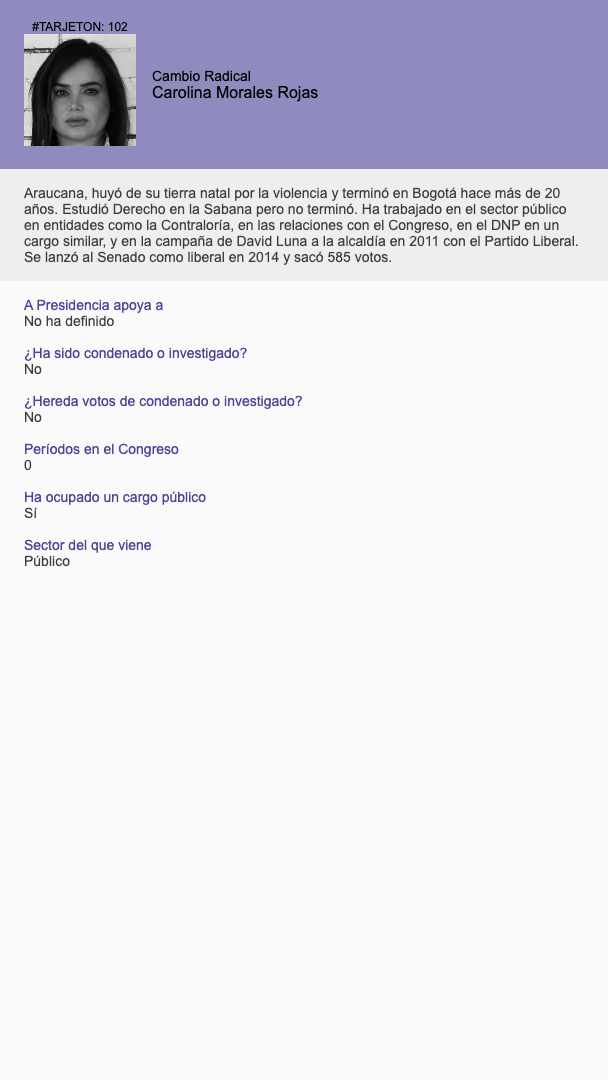 #TARJETON: 102
Cambio Radical
Carolina Morales Rojas
Araucana, huyó de su tierra natal por la violencia y terminó en Bogotá hace más de 20
años. Estudió Derecho en la Sabana pero no terminó. Ha trabajado en el sector público
en entidades como la Contraloría, en las relaciones con el Congreso, en el DNP en un
cargo similar, y en la campaña de David Luna a la alcaldía en 2011 con el Partido Liberal.
Se lanzó al Senado como liberal en 2014 y sacó 585 votos.
A Presidencia apoya a
No ha definido
¿Ha sido condenado o investigado?
No
¿Hereda votos de condenado o investigado?
No
Períodos en el Congreso
0
Ha ocupado un cargo público
Sí
Sector del que viene
Público